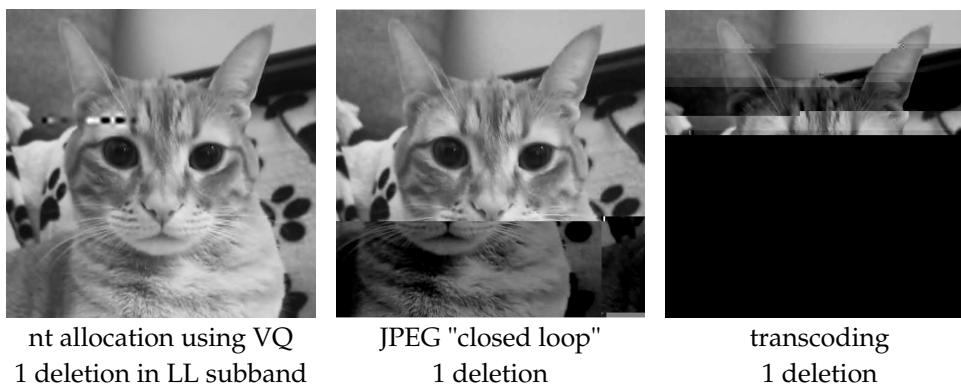 nt allocation using VQ
1 deletion in LL subband
JPEG "closed loop"
1 deletion
transcoding
1 deletion